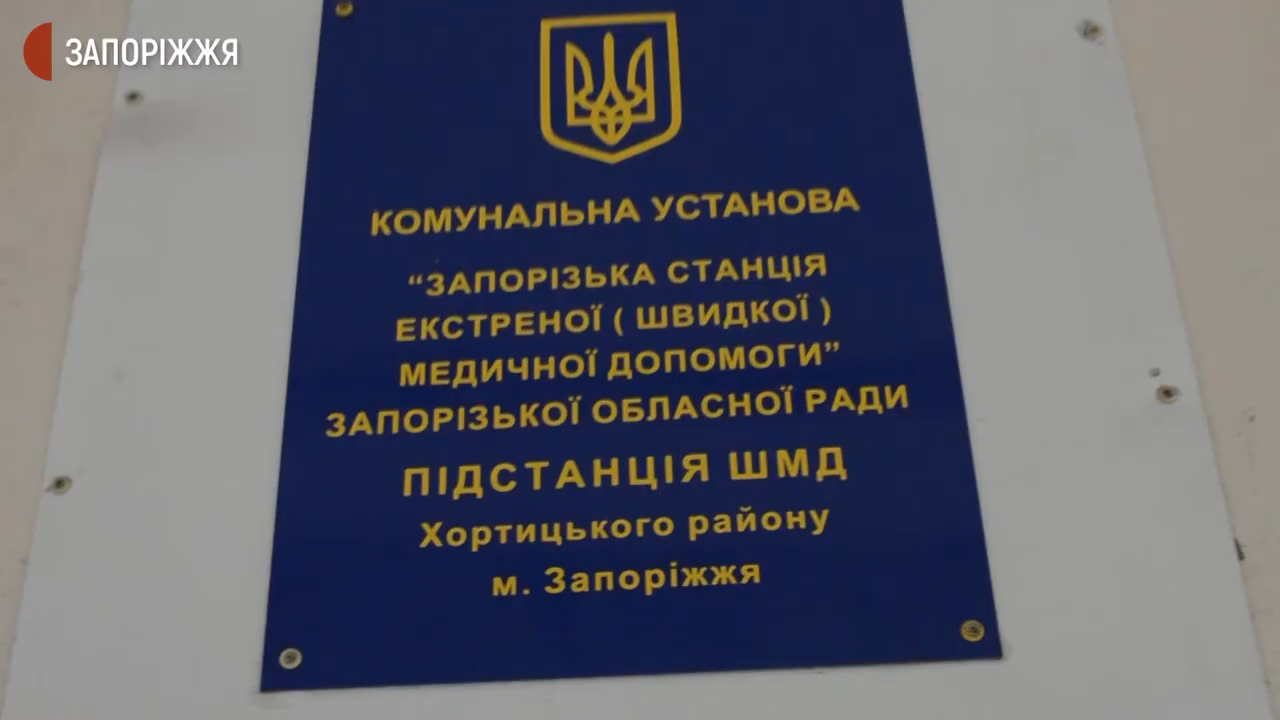 ЗАПОРІЖЖЯ
КОМУНАЛЬНА УСТАНОВА
“ЗАПОРІЗЬКА СТАНЦІЯ
ЕКСТРЕНОЇ ( ШВИДКОЇ )
МЕДИЧНОЇ ДОПОМОГИ”
ЗАПОРІЗЬКОЇ ОБЛАСНОЇ РАДИ
ПІДСТАНЦІЯ ШМД
Хортицького району
м. Запоріжжя